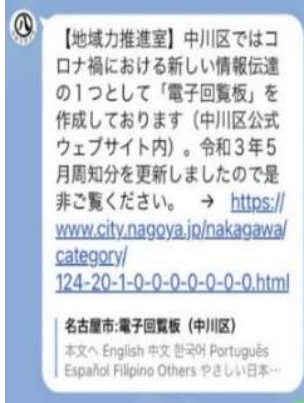 【地域力推進室】中川区ではコ
ロナ禍における新しい情報伝達
の1つとして「電子回覧板」を
作成しております（中川区公式
ウェブサイト内）。令和3年5
月周知分を更新しましたので是
非ご覧ください。 → https://
www.city.nagoya.jp/nakagawa/
category/
124-20-1-0-0-0-0-0-0-0.html
名古屋市:電子回覧板（中川区）
本文へ English 中文 한국어 Português
Español Filipino Others やさしい日本…